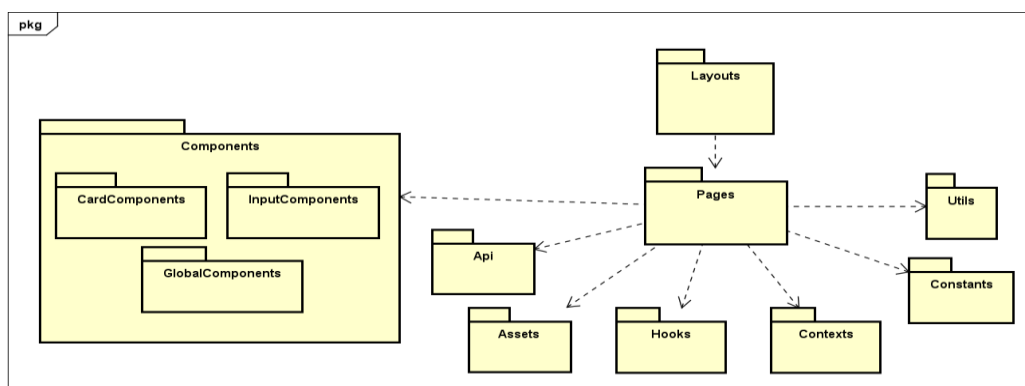 pkg
Layouts
Components
CardComponents
InputComponents
Pages
Utils
GlobalComponents
Api
Constants
Assets
Hooks
Contexts